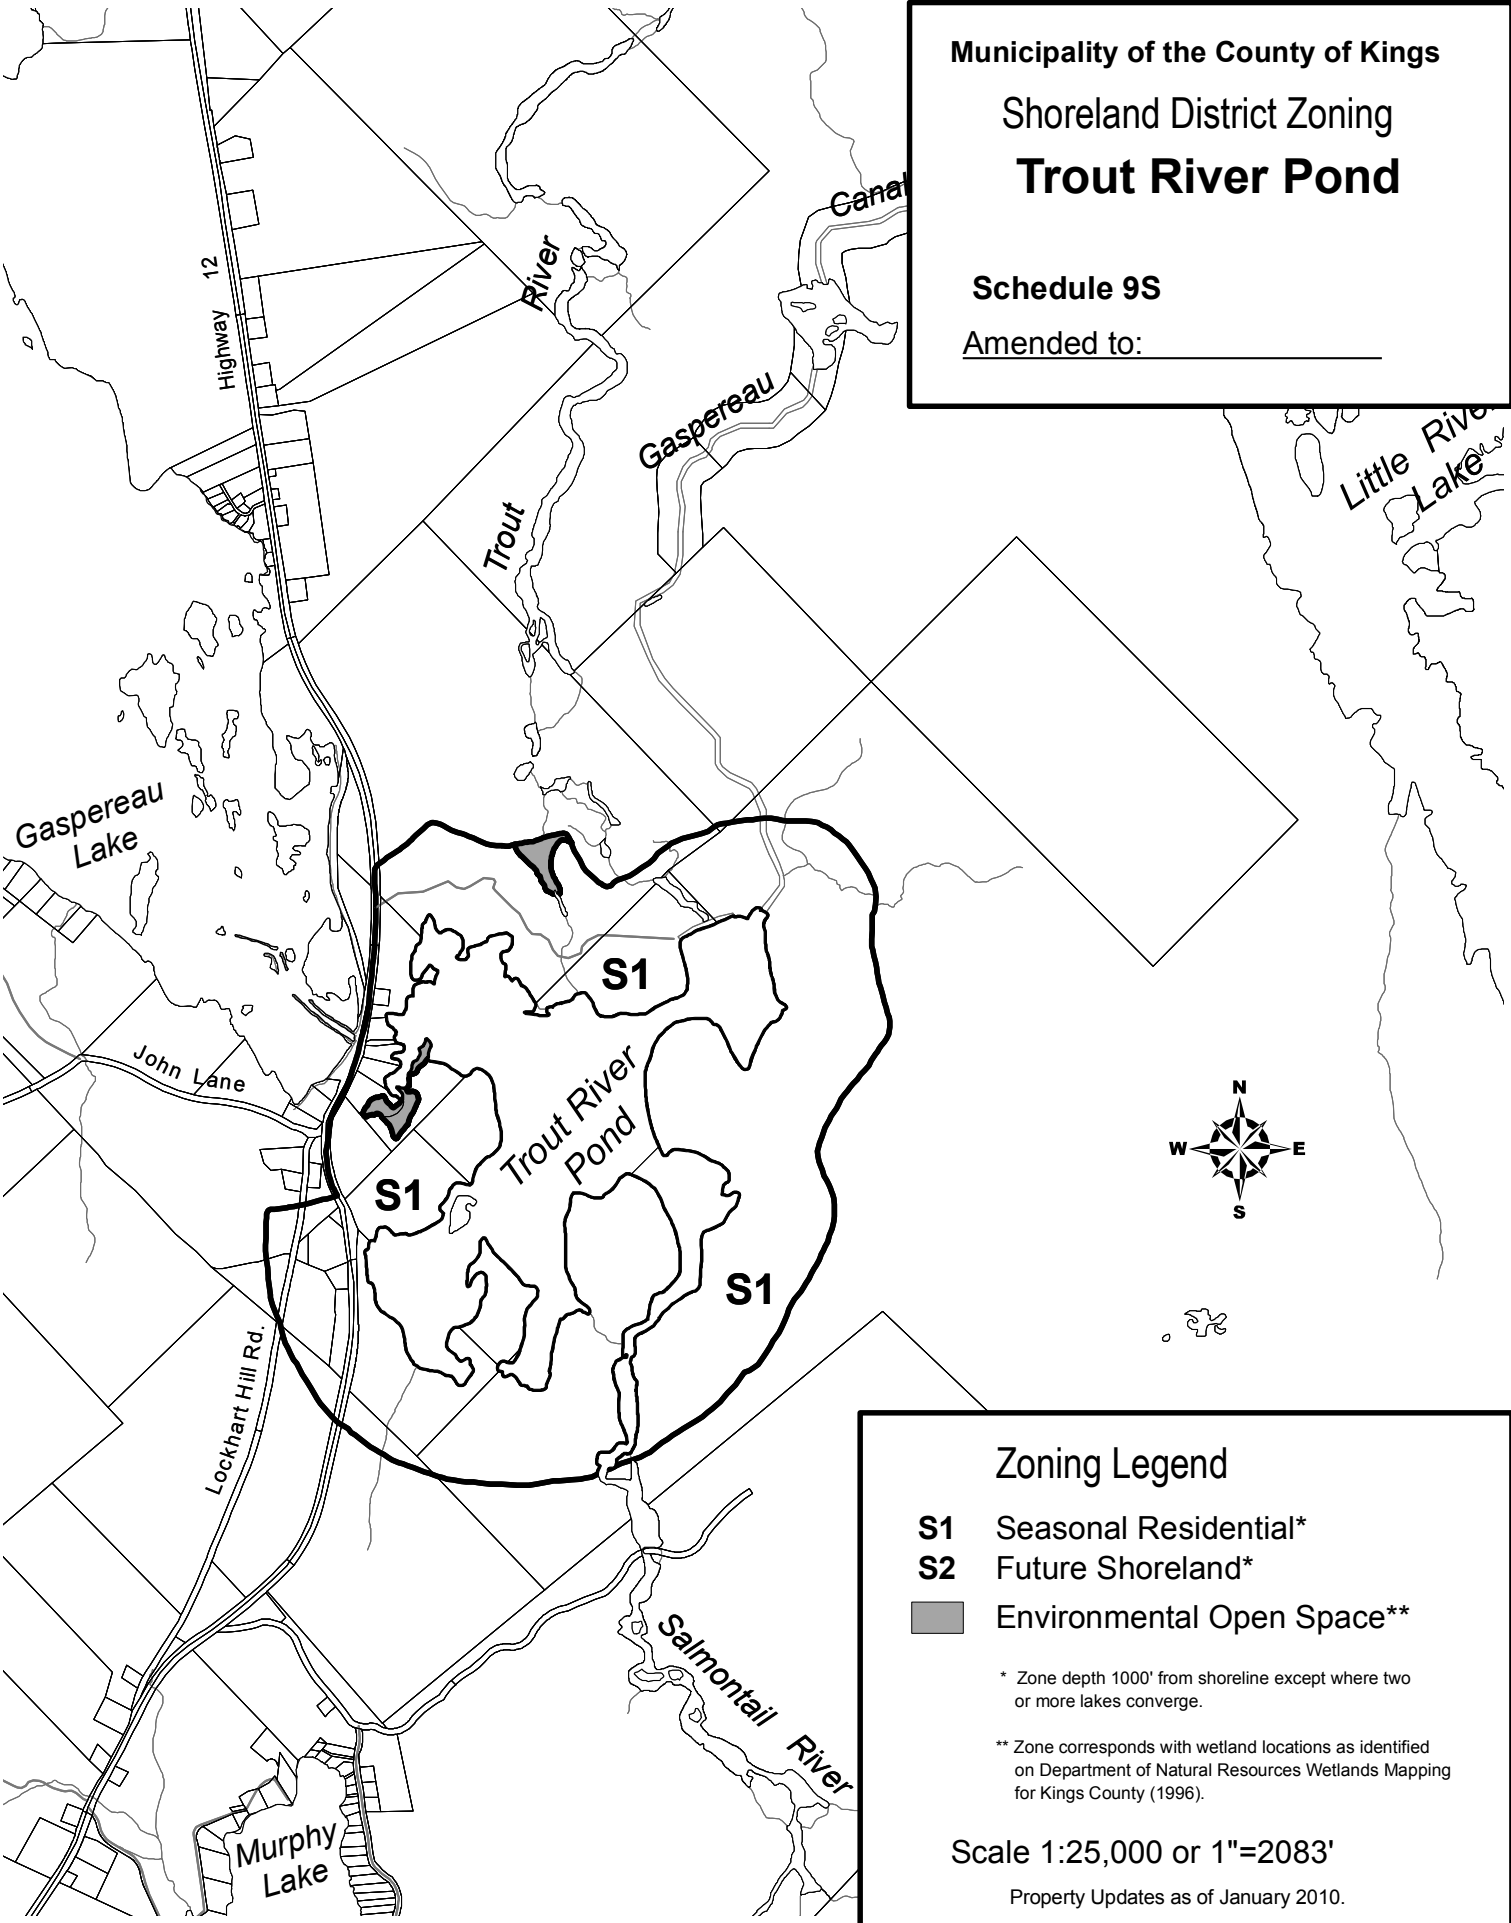 Municipality of the County of Kings
Shoreland District Zoning
Trout River Pond
Schedule 9S
Amended to:
Canal
River
Highway 12
Gaspereau
Trout
Little River
Lake
Gaspereau
Lake
S1
John Lane
Trout River
Pond
S1
S1
N
W E
S
Lockhart Hill Rd.
Salmontail River
Murphy
Lake
Zoning Legend
S1 Seasonal Residential*
S2 Future Shoreland*
Environmental Open Space**
* Zone depth 1000' from shoreline except where two
or more lakes converge.
** Zone corresponds with wetland locations as identified
on Department of Natural Resources Wetlands Mapping
for Kings County (1996).
Scale 1:25,000 or 1"=2083'
Property Updates as of January 2010.